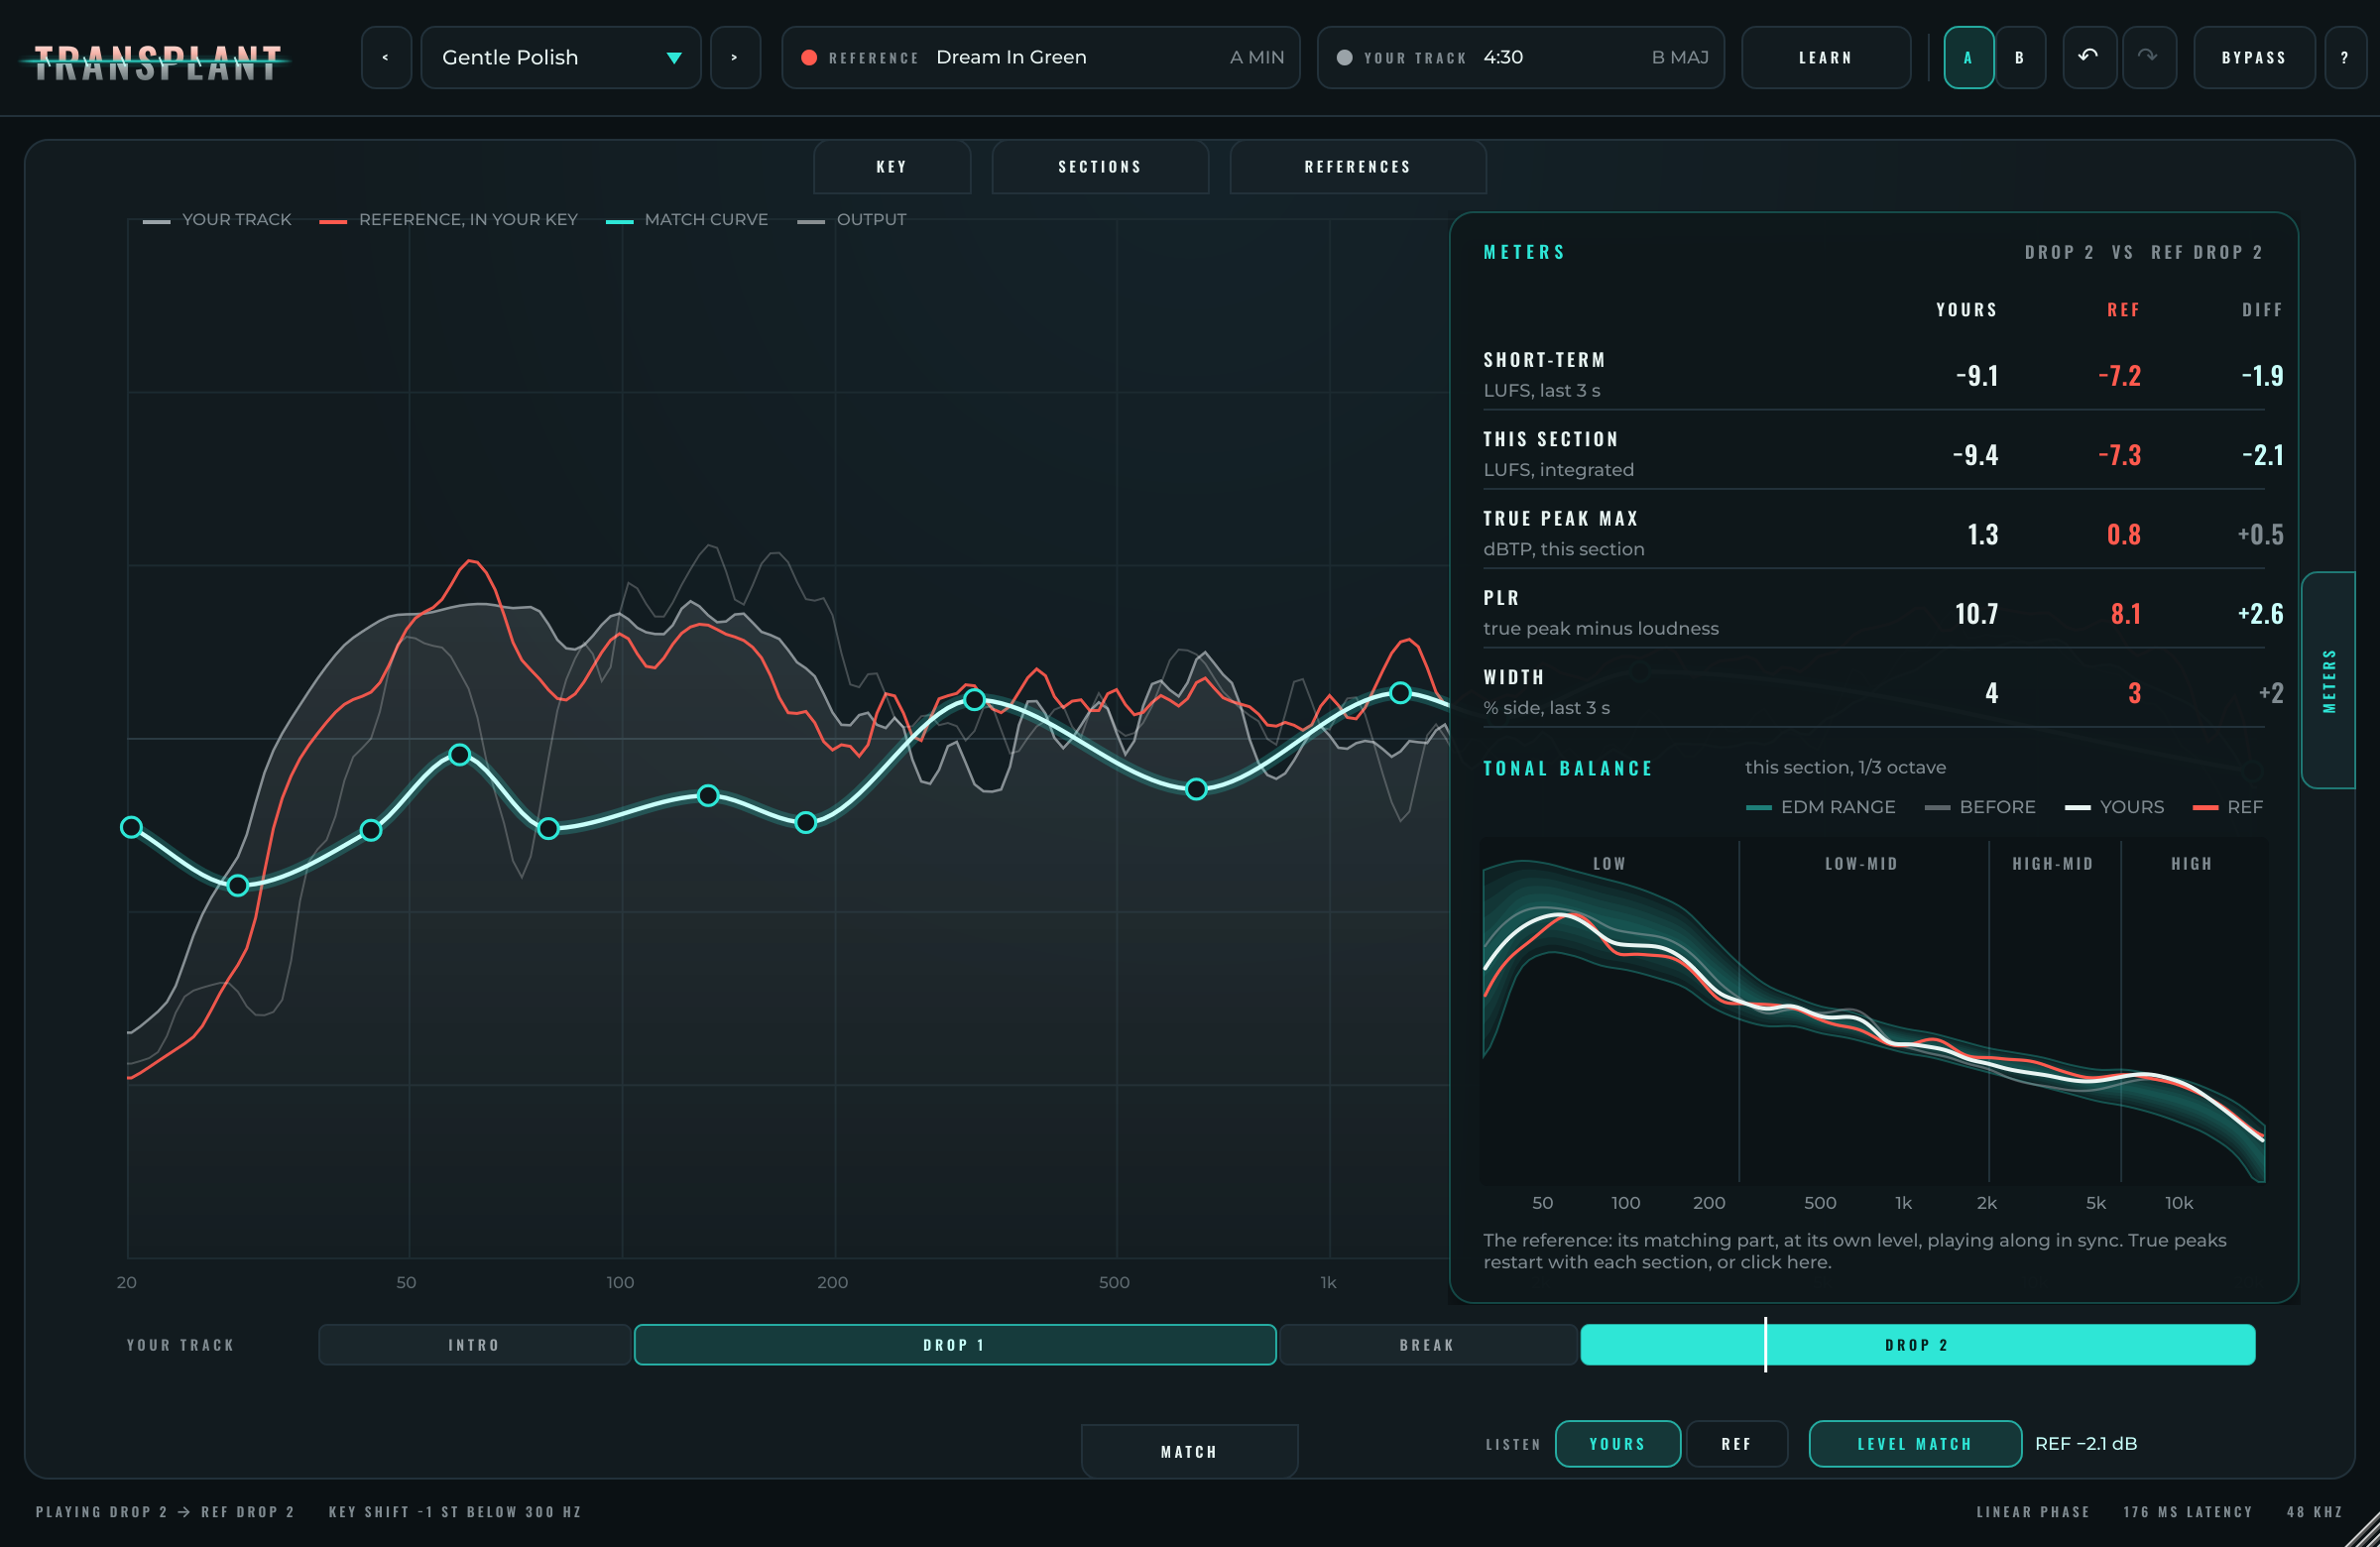 TRANSPLANT
< Gentle Polish > REFERENCE Dream In Green A MIN YOUR TRACK 4:30 B MAJ LEARN A B BYPASS ?
KEY SECTIONS REFERENCES
YOUR TRACK REFERENCE, IN YOUR KEY MATCH CURVE OUTPUT
METERS DROP 2 VS REF DROP 2
YOURS REF DIFF
SHORT-TERM
LUFS, last 3 s
−9.1 −7.2 −1.9
THIS SECTION
LUFS, integrated
−9.4 −7.3 −2.1
TRUE PEAK MAX
dBTP, this section
1.3 0.8 +0.5
PLR
true peak minus loudness
10.7 8.1 +2.6
WIDTH
% side, last 3 s
4 3 +2
METERS
TONAL BALANCE this section, 1/3 octave
EDM RANGE BEFORE YOURS REF
LOW LOW-MID HIGH-MID HIGH
50 100 200 500 1k 2k 5k 10k
The reference: its matching part, at its own level, playing along in sync. True peaks
restart with each section, or click here.
20 50 100 200 500 1k
YOUR TRACK INTRO DROP 1 BREAK DROP 2
MATCH
LISTEN YOURS REF LEVEL MATCH REF −2.1 dB
PLAYING DROP 2 → REF DROP 2 KEY SHIFT -1 ST BELOW 300 HZ LINEAR PHASE 176 MS LATENCY 48 KHZ